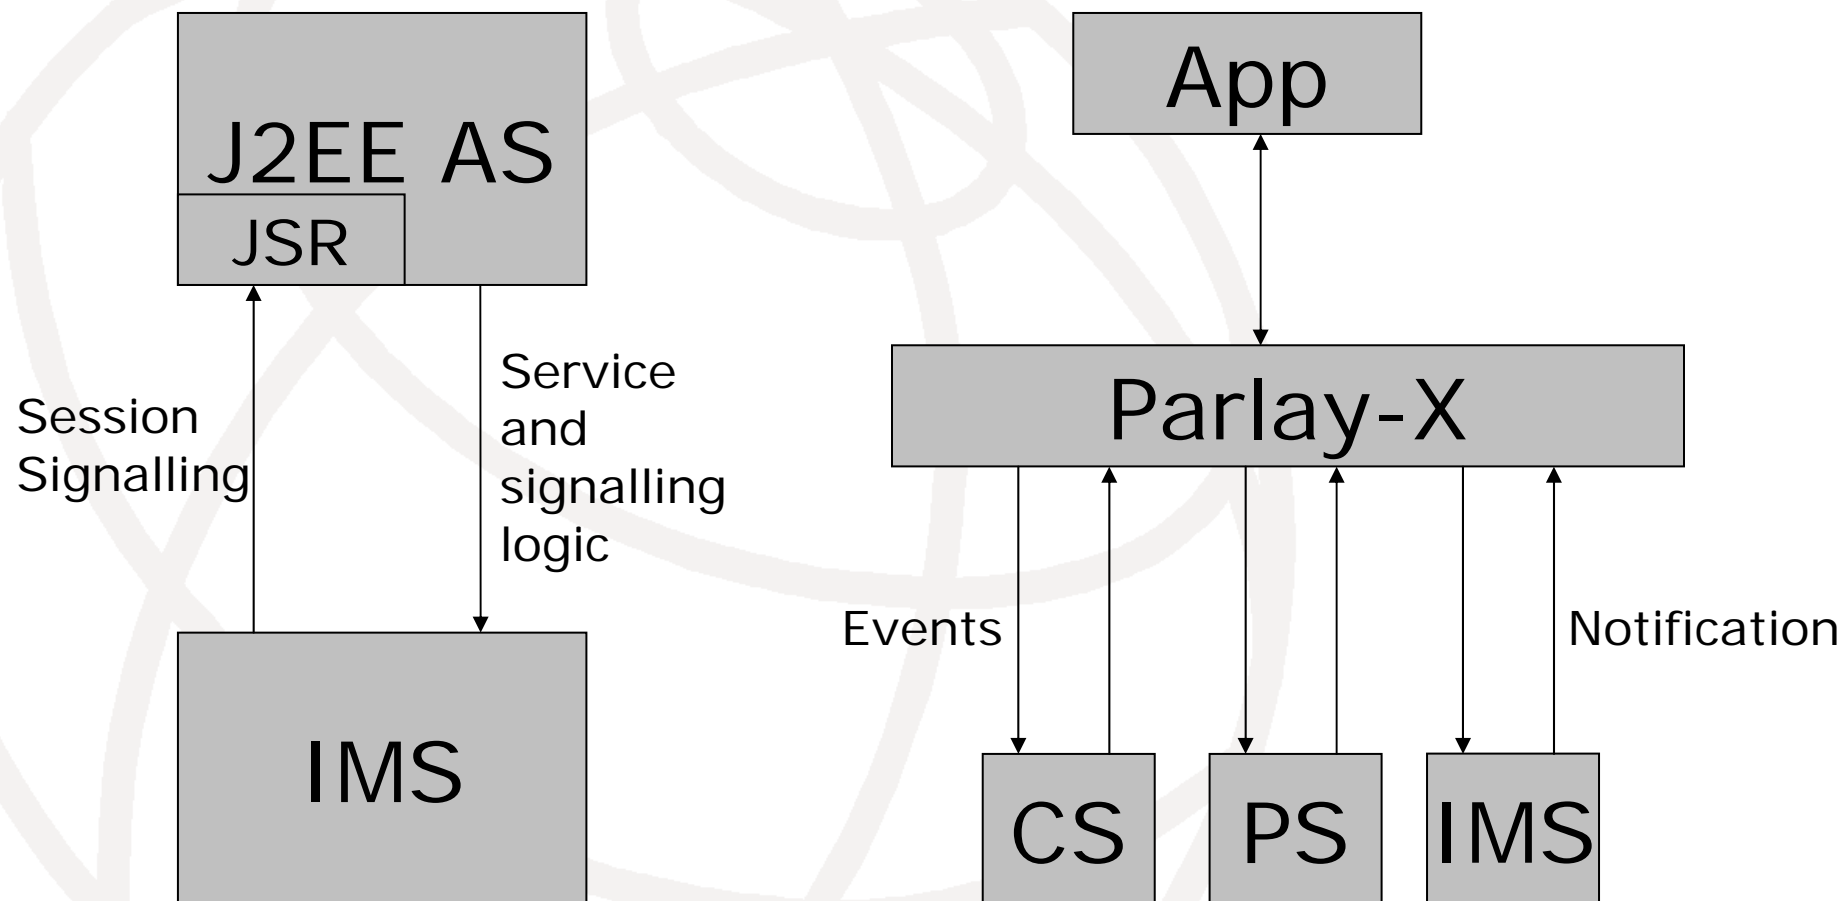 J2EE AS
JSR
Session
Signalling
Service
and
signalling
logic
IMS
App
Parlay-X
Events
Notification
CS
PS
IMS